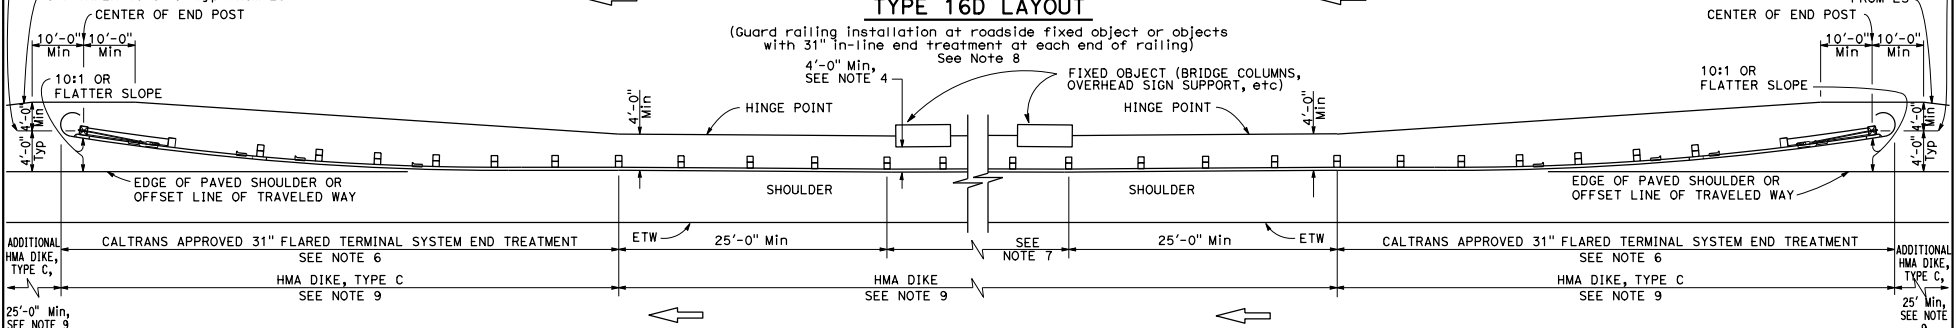 TYPE 16D LAYOUT
(Guard railing installation at roadside fixed object or objects
with 31" in-line end treatment at each end of railing)
See Note 8
CENTER OF END POST
10'-0" 10'-0"
Min Min
10:1 OR
FLATTER SLOPE
4'-0"
Min
4'-0"
Typ
HINGE POINT
4'-0"
Min
4'-0" Min,
SEE NOTE 4
FIXED OBJECT (BRIDGE COLUMNS,
OVERHEAD SIGN SUPPORT, etc)
HINGE POINT
4'-0"
Min
CENTER OF END POST
10'-0" 10'-0"
Min Min
10:1 OR
FLATTER SLOPE
4'-0"
Min
4'-0"
Typ
EDGE OF PAVED SHOULDER OR
OFFSET LINE OF TRAVELED WAY
SHOULDER
SHOULDER
EDGE OF PAVED SHOULDER OR
OFFSET LINE OF TRAVELED WAY
ADDITIONAL
HMA DIKE,
TYPE C,
25'-0" Min,
SEE NOTE 9
CALTRANS APPROVED 31" FLARED TERMINAL SYSTEM END TREATMENT
SEE NOTE 6
ETW
25'-0" Min
SEE
NOTE 7
25'-0" Min
ETW
CALTRANS APPROVED 31" FLARED TERMINAL SYSTEM END TREATMENT
SEE NOTE 6
HMA DIKE, TYPE C
SEE NOTE 9
HMA DIKE
SEE NOTE 9
HMA DIKE, TYPE C
SEE NOTE 9
ADDITIONAL
HMA DIKE,
TYPE C,
25' Min,
SEE NOTE